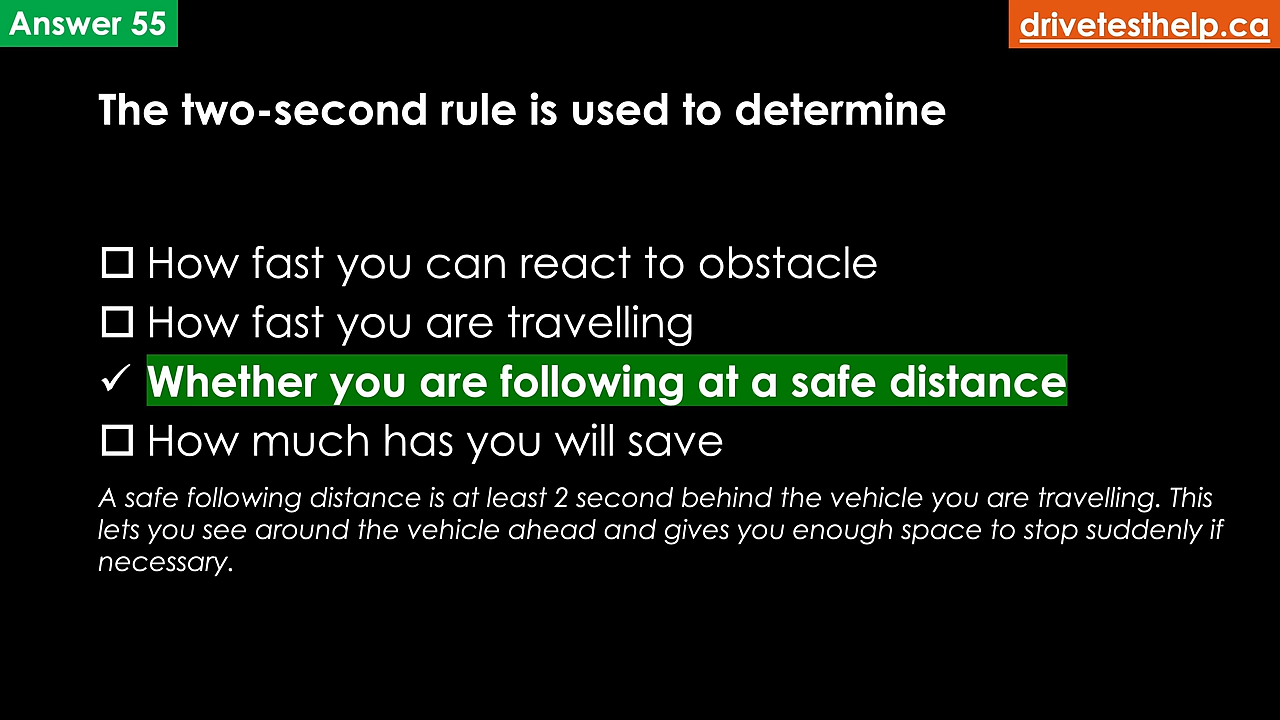 Answer 55
drivetesthelp.ca
The two-second rule is used to determine
How fast you can react to obstacle
How fast you are travelling
Whether you are following at a safe distance
How much has you will save
A safe following distance is at least 2 second behind the vehicle you are travelling. This
lets you see around the vehicle ahead and gives you enough space to stop suddenly if
necessary.